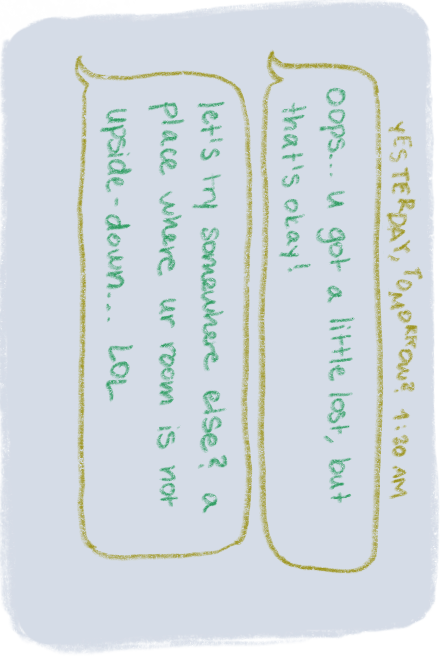 YESTERDAY, TOMORROW? 1:20 AM
oops... u got a little lost, but
that's okay!
let's try somewhere else? a
place where ur room is not
upside-down... LOL